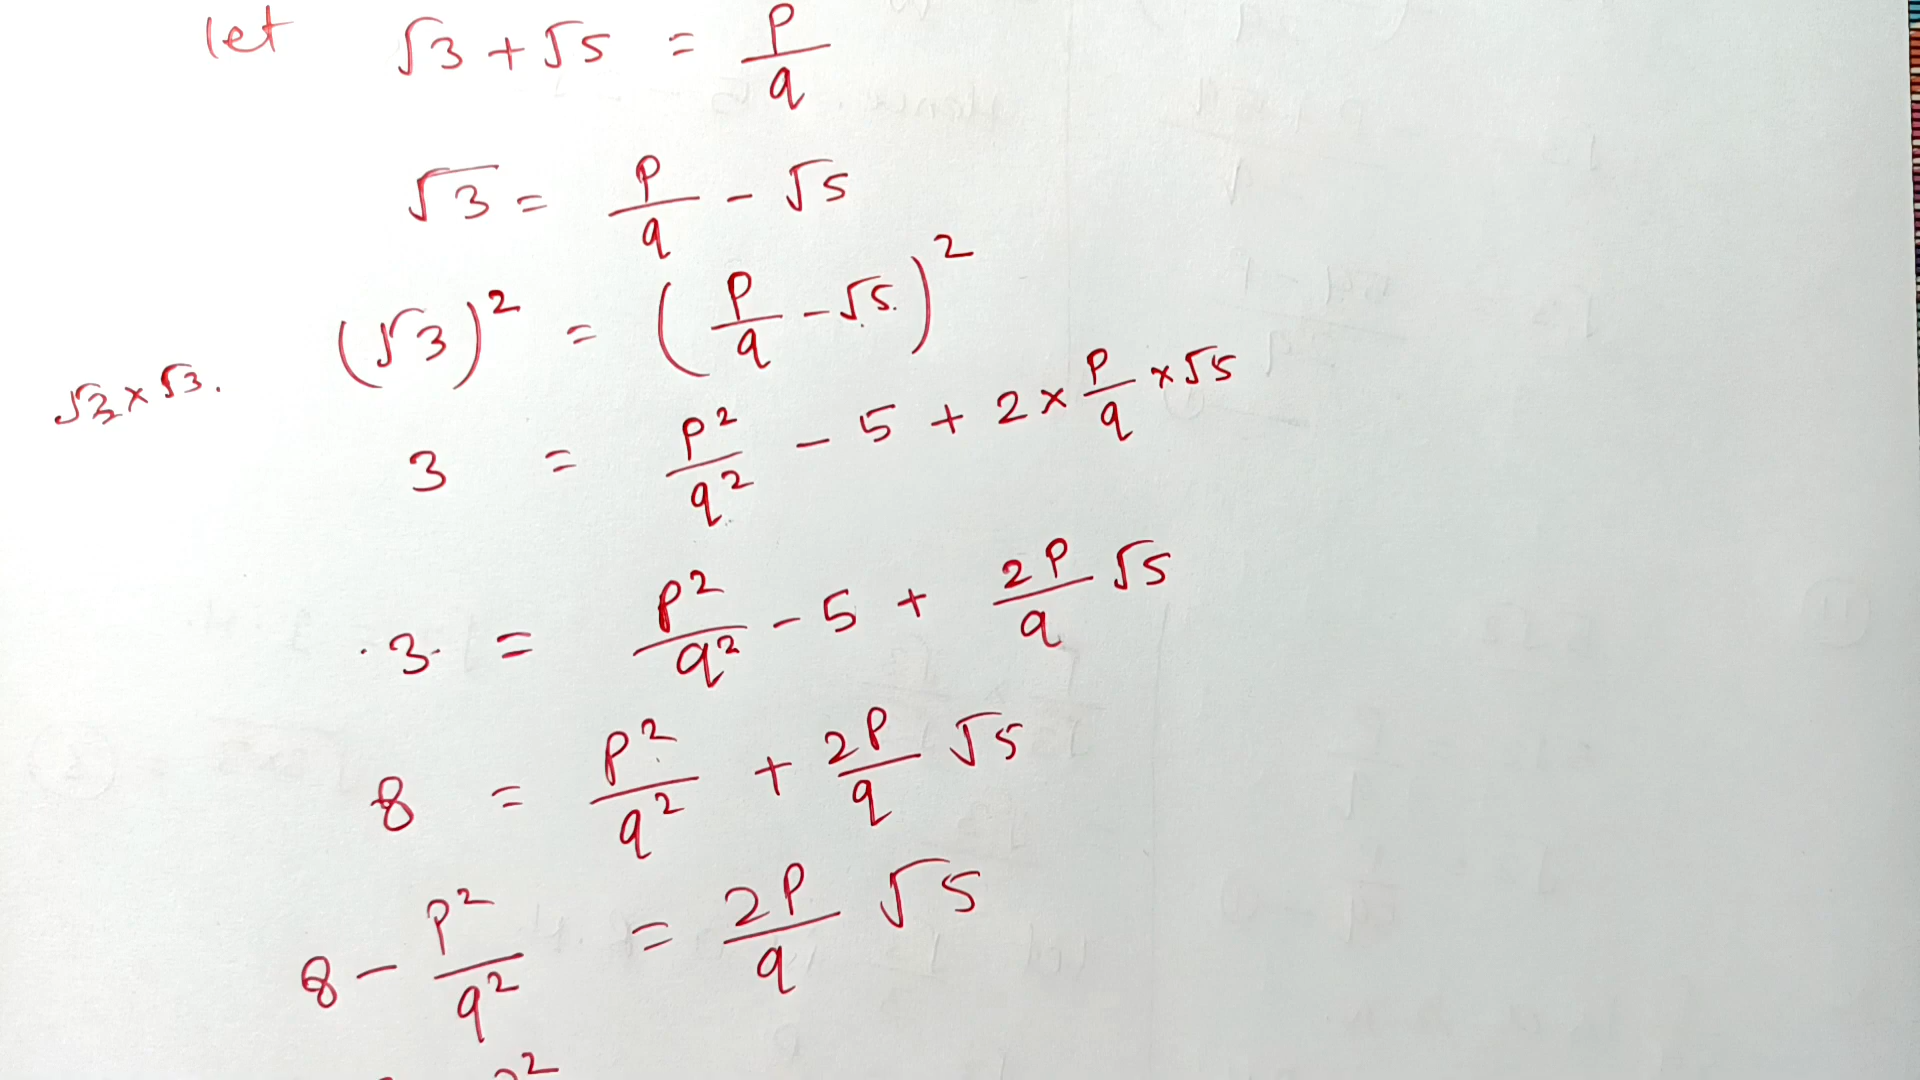 let √3 + √5 = p/q
√3 = p/q - √5
(√3)² = (p/q - √5)²
√3 × √3.
3 = p²/q² - 5 + 2 × p/q × √5
3 = p²/q² - 5 + 2p/q √5
8 = p²/q² + 2p/q √5
8 - p²/q² = 2p/q √5